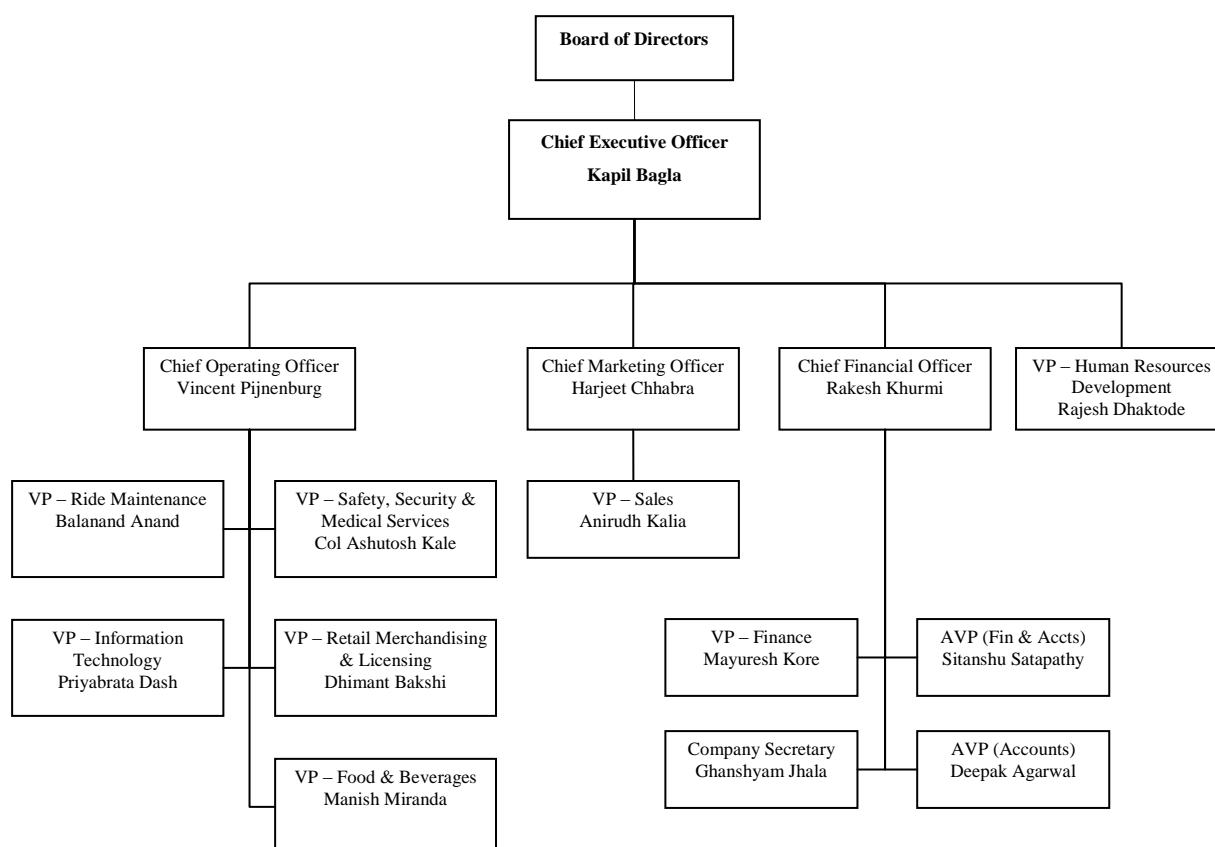 Board of Directors
Chief Executive Officer
Kapil Bagla
Chief Operating Officer
Vincent Pijnenburg
Chief Marketing Officer
Harjeet Chhabra
Chief Financial Officer
Rakesh Khurmi
VP – Human Resources
Development
Rajesh Dhaktode
VP – Ride Maintenance
Balanand Anand
VP – Safety, Security &
Medical Services
Col Ashutosh Kale
VP – Sales
Anirudh Kalia
VP – Information
Technology
Priyabrata Dash
VP – Retail Merchandising
& Licensing
Dhimant Bakshi
VP – Finance
Mayuresh Kore
AVP (Fin & Accts)
Sitanshu Satapathy
VP – Food & Beverages
Manish Miranda
Company Secretary
Ghanshyam Jhala
AVP (Accounts)
Deepak Agarwal